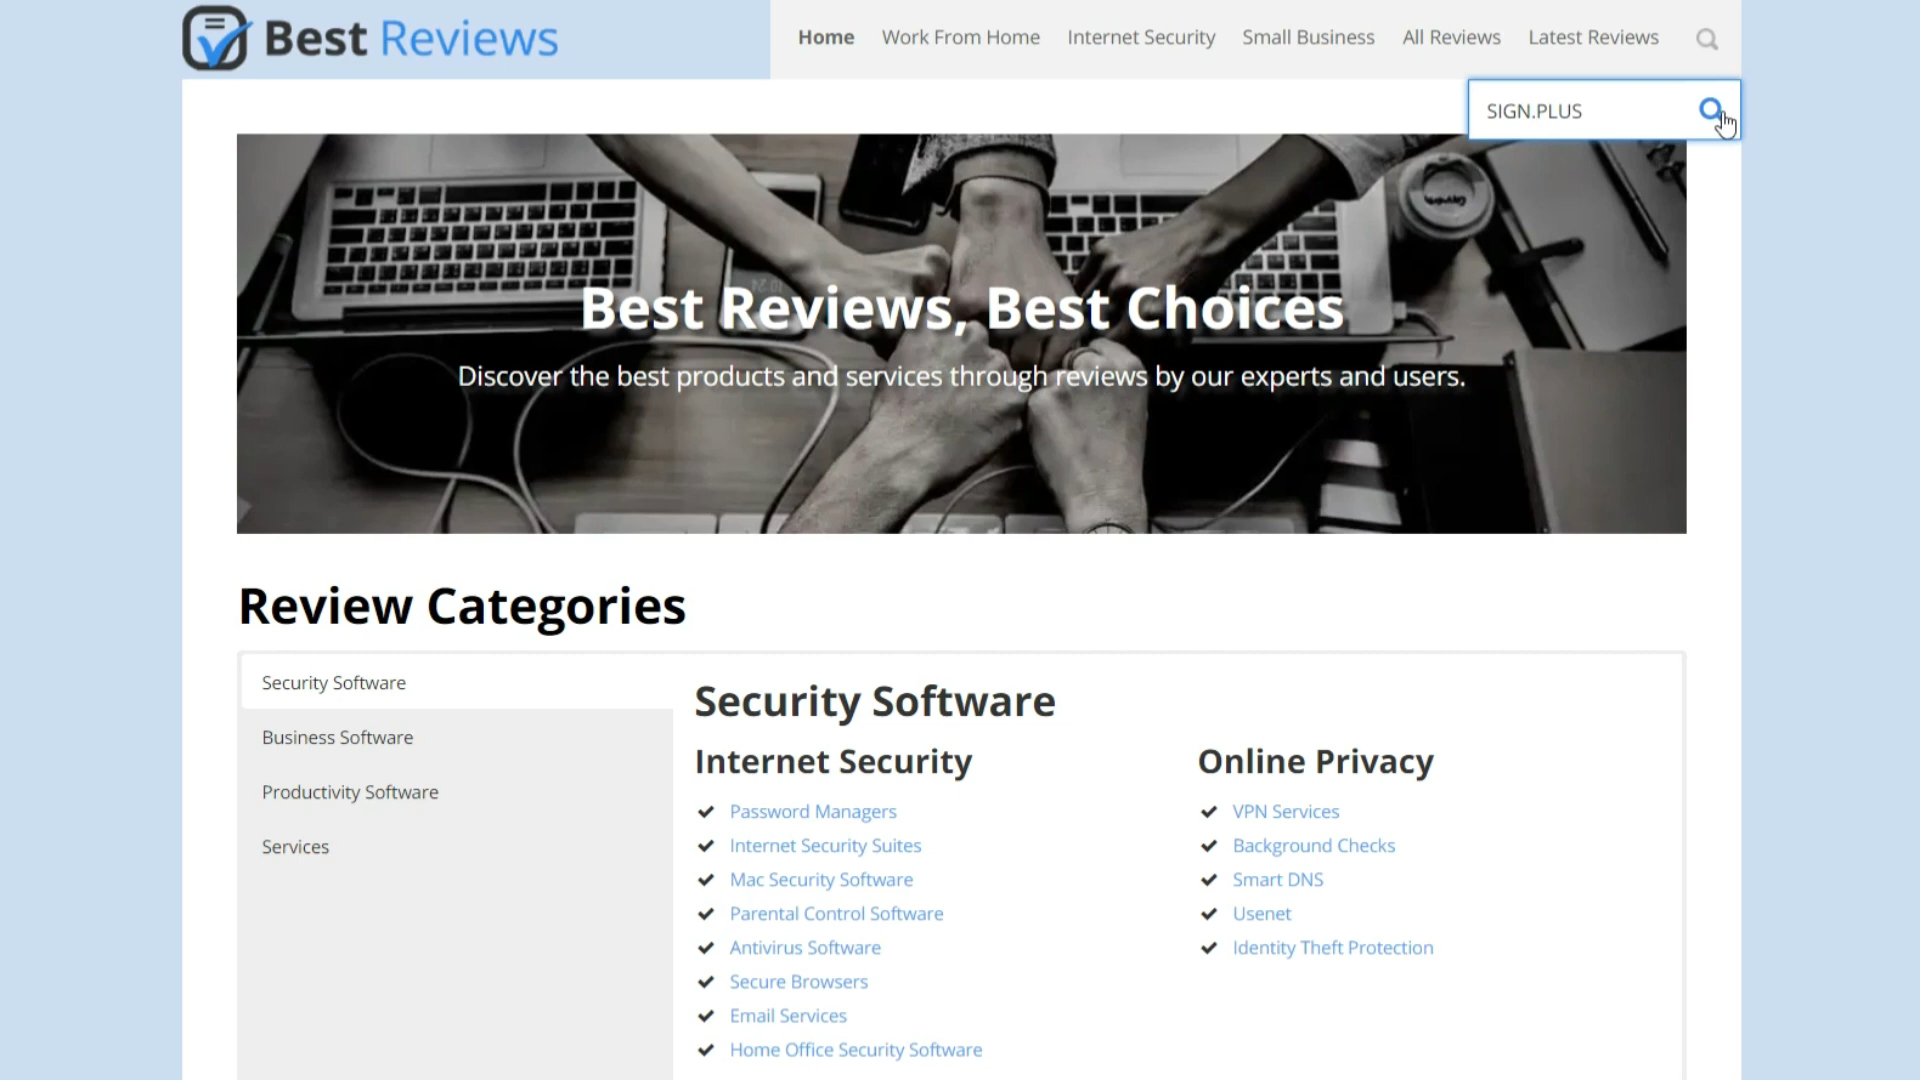 Best Reviews
Home Work From Home Internet Security Small Business All Reviews Latest Reviews
SIGN.PLUS
Best Reviews, Best Choices
Discover the best products and services through reviews by our experts and users.
Review Categories
Security Software
Business Software
Productivity Software
Services
Security Software
Internet Security
Password Managers
Internet Security Suites
Mac Security Software
Parental Control Software
Antivirus Software
Secure Browsers
Email Services
Home Office Security Software
Online Privacy
VPN Services
Background Checks
Smart DNS
Usenet
Identity Theft Protection